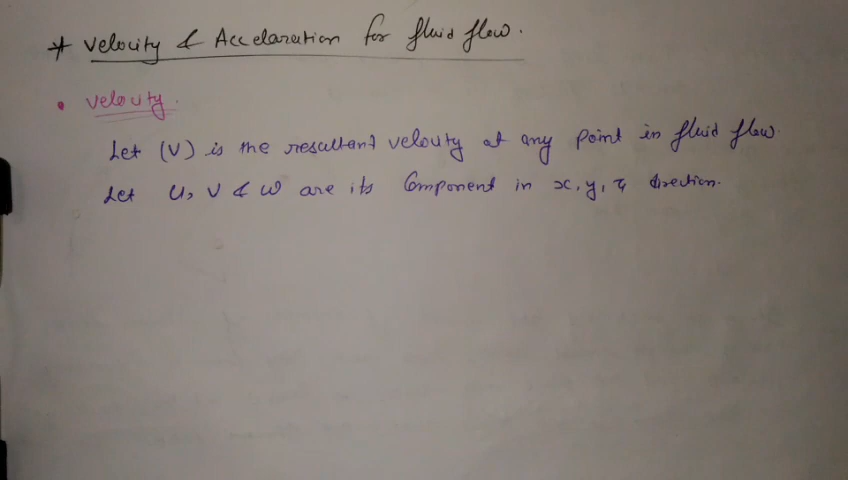 * Velocity & Accelaration for fluid flow.
• Velocity.
Let (V) is the resultant velocity at any point in fluid flow.
Let u, v & w are its Component in x, y, z direction.